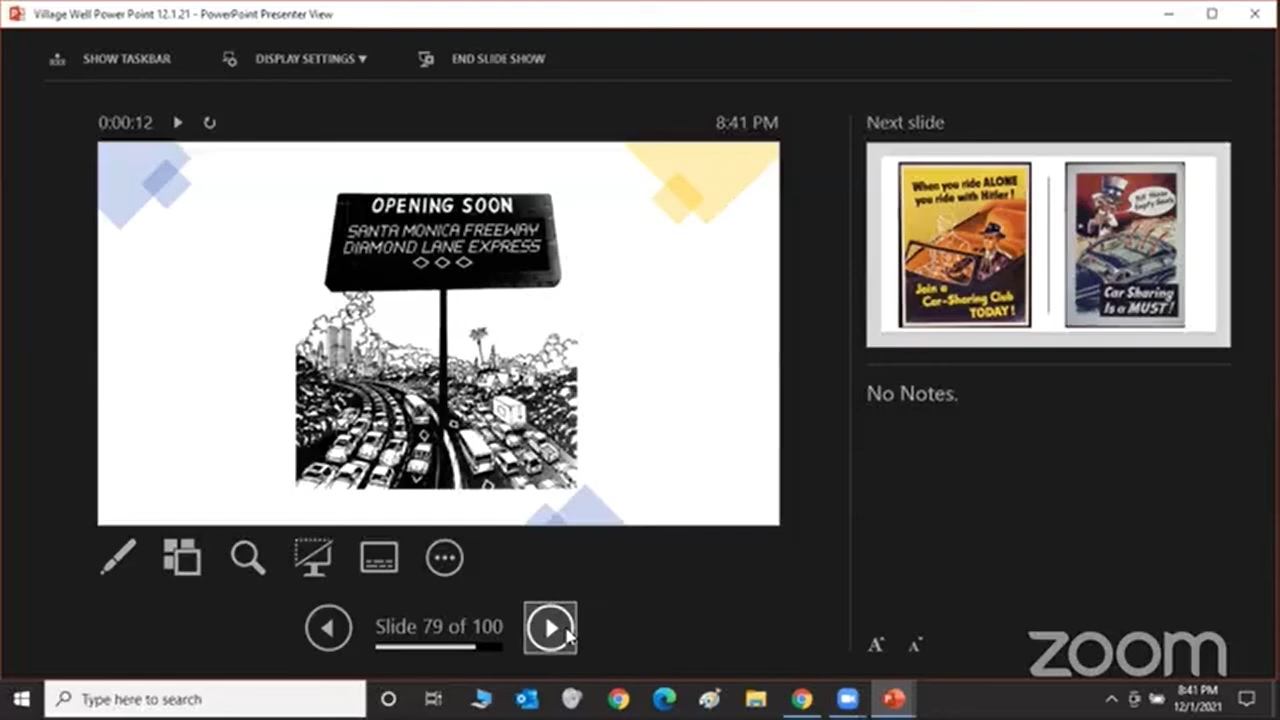 Village Well Power Point 12.1.21 - PowerPoint Presenter View
SHOW TASKBAR
DISPLAY SETTINGS ▼
END SLIDE SHOW
0:00:12
8:41 PM
OPENING SOON
SANTA MONICA FREEWAY
DIAMOND LANE EXPRESS
Next slide
When you ride ALONE
you ride with Hitler!
Join a
Car-Sharing Club
TODAY!
Car Sharing
Is a MUST!
No Notes.
Slide 79 of 100
A A
zoom
Type here to search
8:41 PM
12/1/2021